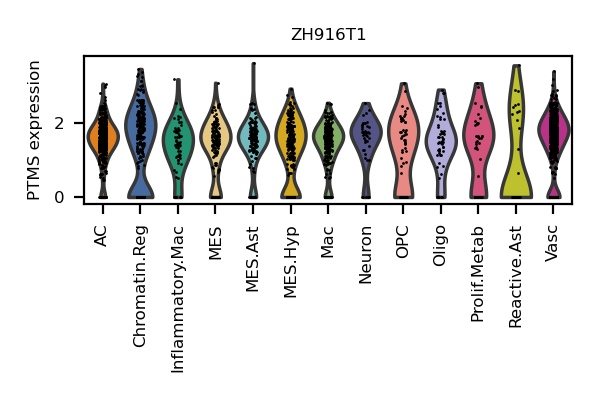 ZH916T1
PTMS expression
2
0
AC
Chromatin.Reg
Inflammatory.Mac
MES
MES.Ast
MES.Hyp
Mac
Neuron
OPC
Oligo
Prolif.Metab
Reactive.Ast
Vasc